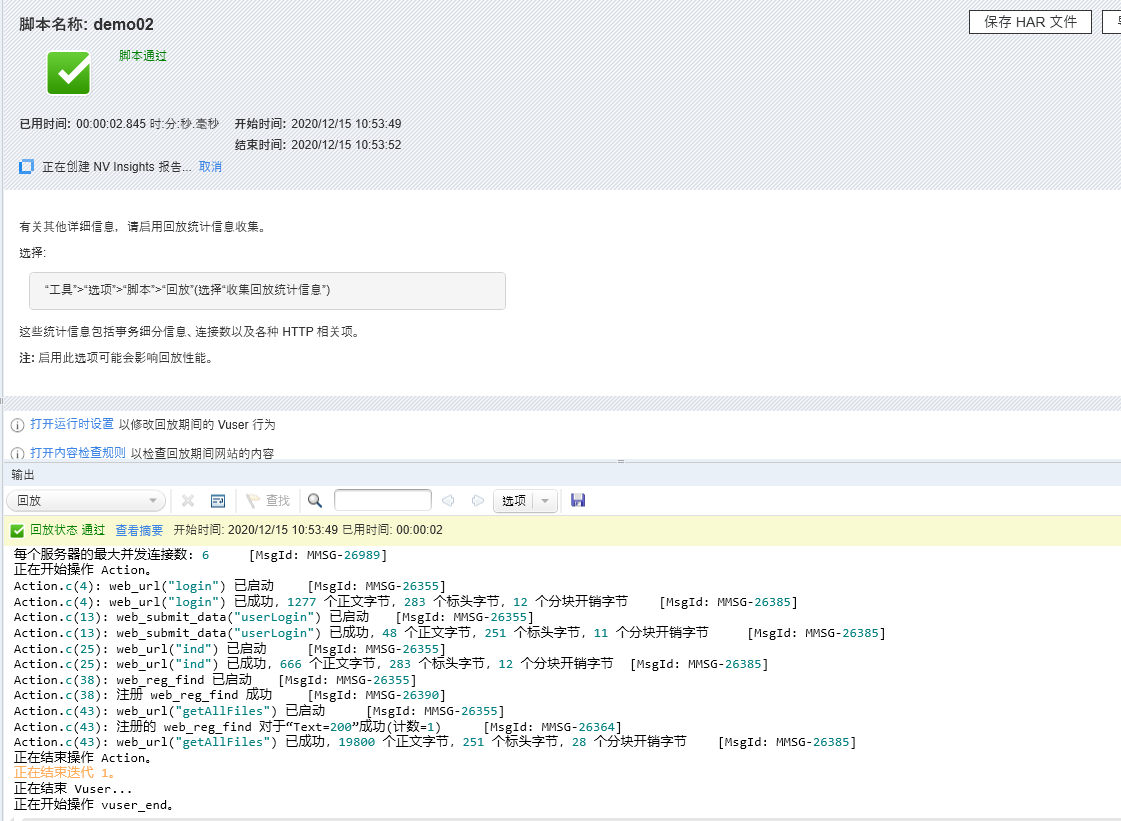 脚本名称: demo02
保存 HAR 文件
脚本通过
已用时间: 00:00:02.845 时:分:秒.毫秒 开始时间: 2020/12/15 10:53:49
结束时间: 2020/12/15 10:53:52
正在创建 NV Insights 报告... 取消
有关其他详细信息，请启用回放统计信息收集。
选择:
“工具”>“选项”>“脚本”>“回放”(选择“收集回放统计信息”)
这些统计信息包括事务细分信息、连接数以及各种 HTTP 相关项。
注: 启用此选项可能会影响回放性能。
打开运行时设置 以修改回放期间的 Vuser 行为
打开内容检查规则 以检查回放期间网站的内容
输出
回放 查找 选项
回放状态 通过 查看摘要 开始时间: 2020/12/15 10:53:49 已用时间: 00:00:02
每个服务器的最大并发连接数: 6 [MsgId: MMSG-26989]
正在开始操作 Action。
Action.c(4): web_url("login") 已启动 [MsgId: MMSG-26355]
Action.c(4): web_url("login") 已成功, 1277 个正文字节, 283 个标头字节, 12 个分块开销字节 [MsgId: MMSG-26385]
Action.c(13): web_submit_data("userLogin") 已启动 [MsgId: MMSG-26355]
Action.c(13): web_submit_data("userLogin") 已成功, 48 个正文字节, 251 个标头字节, 11 个分块开销字节 [MsgId: MMSG-26385]
Action.c(25): web_url("ind") 已启动 [MsgId: MMSG-26355]
Action.c(25): web_url("ind") 已成功, 666 个正文字节, 283 个标头字节, 12 个分块开销字节 [MsgId: MMSG-26385]
Action.c(38): web_reg_find 已启动 [MsgId: MMSG-26355]
Action.c(38): 注册 web_reg_find 成功 [MsgId: MMSG-26390]
Action.c(43): web_url("getAllFiles") 已启动 [MsgId: MMSG-26355]
Action.c(43): 注册的 web_reg_find 对于“Text=200”成功(计数=1) [MsgId: MMSG-26364]
Action.c(43): web_url("getAllFiles") 已成功, 19800 个正文字节, 251 个标头字节, 28 个分块开销字节 [MsgId: MMSG-26385]
正在结束操作 Action。
正在结束迭代 1。
正在结束 Vuser...
正在开始操作 vuser_end。